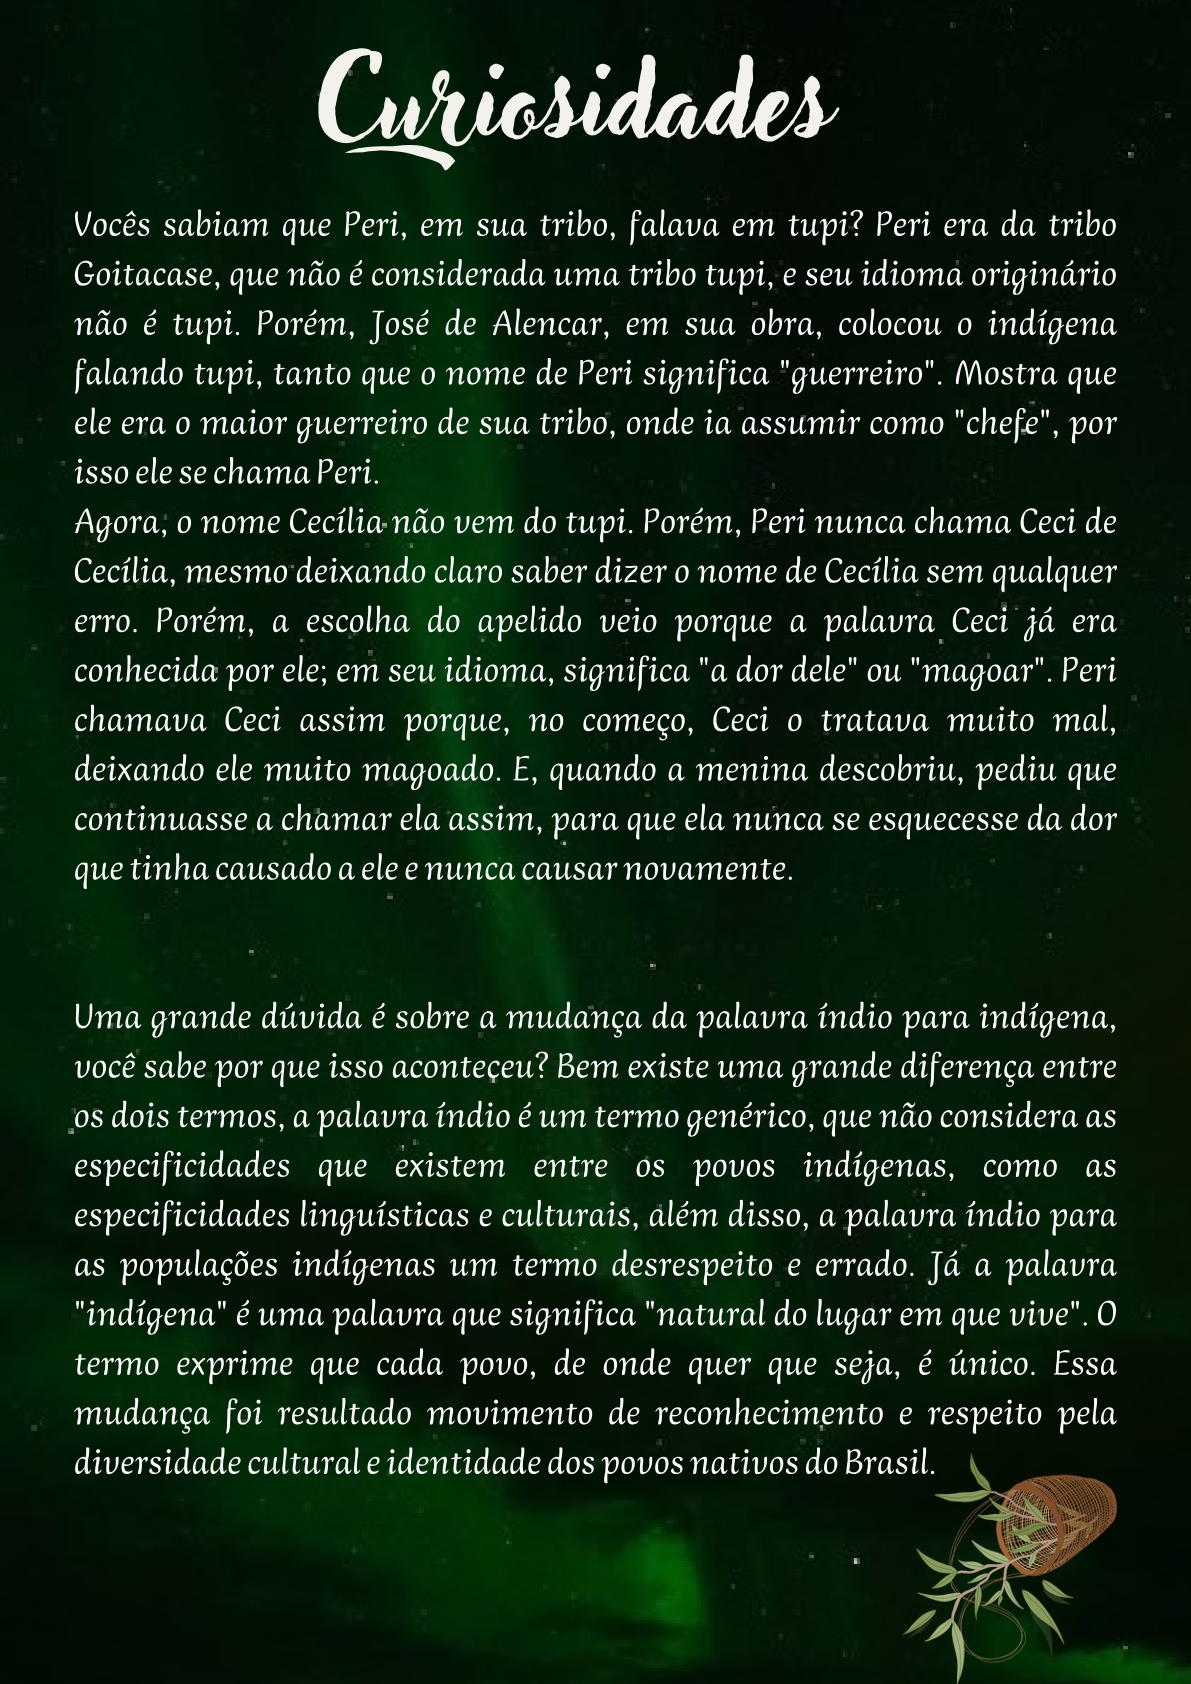 Curiosidades
Vocês sabiam que Peri, em sua tribo, falava em tupi? Peri era da tribo
Goitacase, que não é considerada uma tribo tupi, e seu idioma originário
não é tupi. Porém, José de Alencar, em sua obra, colocou o indígena
falando tupi, tanto que o nome de Peri significa "guerreiro". Mostra que
ele era o maior guerreiro de sua tribo, onde ia assumir como "chefe", por
isso ele se chama Peri.
Agora, o nome Cecília não vem do tupi. Porém, Peri nunca chama Ceci de
Cecília, mesmo deixando claro saber dizer o nome de Cecília sem qualquer
erro. Porém, a escolha do apelido veio porque a palavra Ceci já era
conhecida por ele; em seu idioma, significa "a dor dele" ou "magoar". Peri
chamava Ceci assim porque, no começo, Ceci o tratava muito mal,
deixando ele muito magoado. E, quando a menina descobriu, pediu que
continuasse a chamar ela assim, para que ela nunca se esquecesse da dor
que tinha causado a ele e nunca causar novamente.
Uma grande dúvida é sobre a mudança da palavra índio para indígena,
você sabe por que isso aconteçeu? Bem existe uma grande diferença entre
os dois termos, a palavra índio é um termo genérico, que não considera as
especificidades que existem entre os povos indígenas, como as
especificidades linguísticas e culturais, além disso, a palavra índio para
as populações indígenas um termo desrespeito e errado. Já a palavra
"indígena" é uma palavra que significa "natural do lugar em que vive". O
termo exprime que cada povo, de onde quer que seja, é único. Essa
mudança foi resultado movimento de reconhecimento e respeito pela
diversidade cultural e identidade dos povos nativos do Brasil.